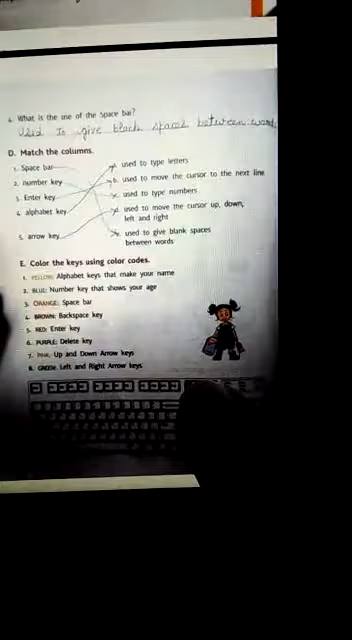 4. What is the use of the Space bar?
Used to give blank spaces between words
D. Match the columns.
1. Space bar
a. used to type letters
2. number key
b. used to move the cursor to the next line
3. Enter key
c. used to type numbers
4. alphabet key
d. used to move the cursor up, down,
left and right
5. arrow key
e. used to give blank spaces
between words
E. Color the keys using color codes.
1. YELLOW: Alphabet keys that make your name
2. BLUE: Number key that shows your age
3. ORANGE: Space bar
4. BROWN: Backspace key
5. RED: Enter key
6. PURPLE: Delete key
7. PINK: Up and Down Arrow keys
8. GREEN: Left and Right Arrow keys